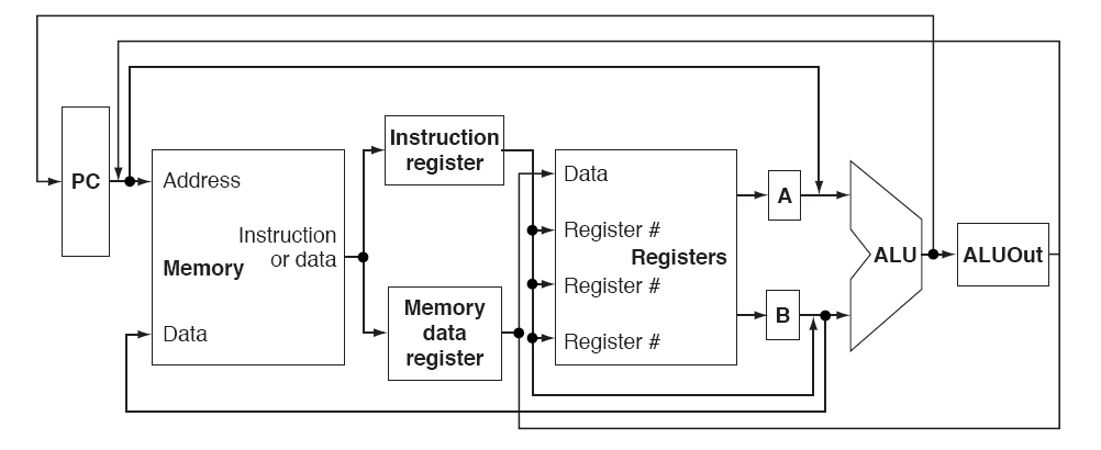 PC
Address
Instruction
or data
Memory
Data
Instruction
register
Memory
data
register
Data
Register #
Registers
Register #
Register #
A
B
ALU
ALUOut